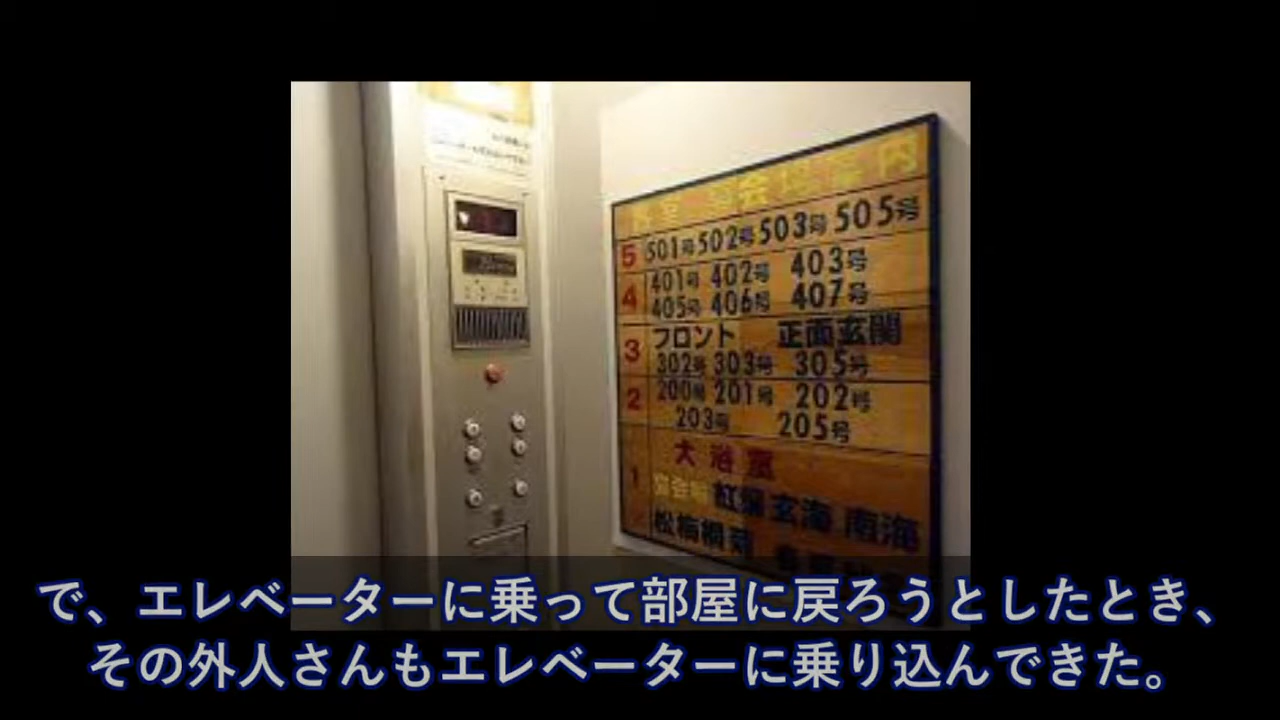 会場案内
5 501号 502号 503号 505号
4 401号 402号 403号
405号 406号 407号
3 フロント 正面玄関
302号 303号 305号
2 200号 201号 202号
203号 205号
1 大浴室
宴会場 紅葉 玄海 南海
松 梅 桐 菊
で、エレベーターに乗って部屋に戻ろうとしたとき、
その外人さんもエレベーターに乗り込んできた。